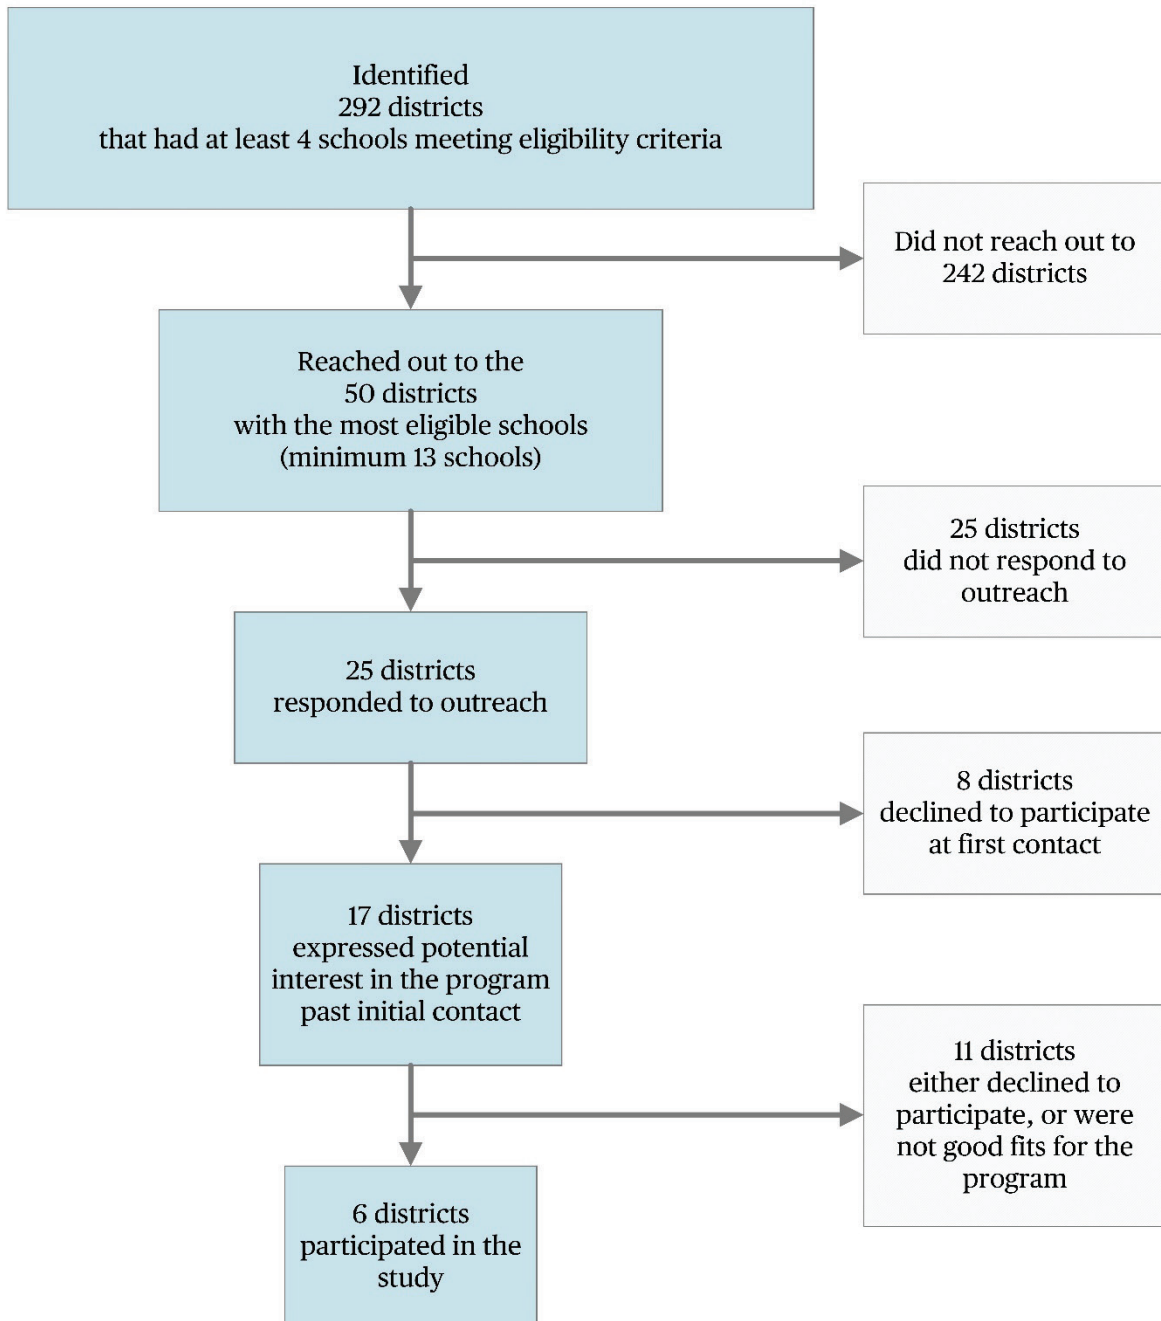 Identified
292 districts
that had at least 4 schools meeting eligibility criteria
Did not reach out to
242 districts
Reached out to the
50 districts
with the most eligible schools
(minimum 13 schools)
25 districts
did not respond to
outreach
25 districts
responded to outreach
8 districts
declined to participate
at first contact
17 districts
expressed potential
interest in the program
past initial contact
11 districts
either declined to
participate, or were
not good fits for the
program
6 districts
participated in the
study